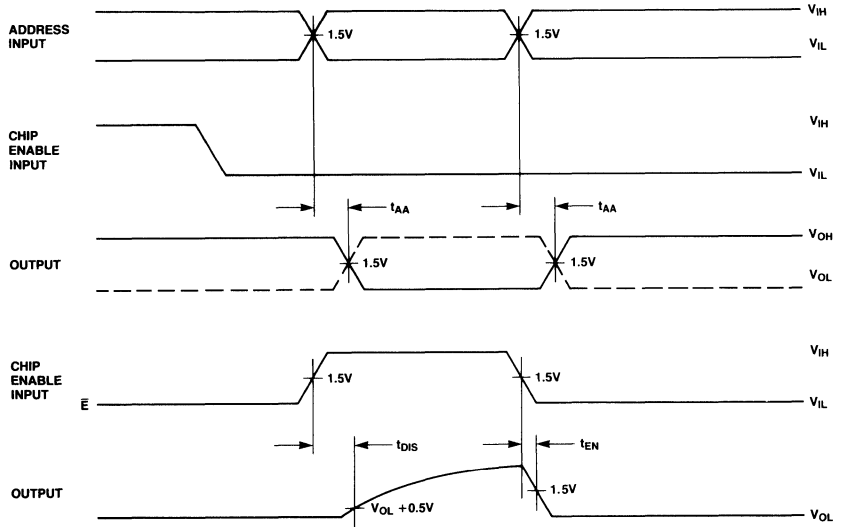 ADDRESS
INPUT
1.5V
1.5V
VIH
VIL
CHIP
ENABLE
INPUT
VIH
VIL
tAA
tAA
OUTPUT
1.5V
1.5V
VOH
VOL
CHIP
ENABLE
INPUT
E̅
1.5V
1.5V
VIH
VIL
tDIS
tEN
OUTPUT
VOL +0.5V
1.5V
VOL